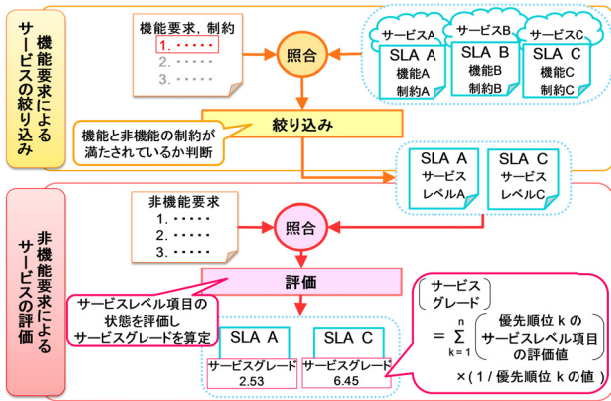 機能要求による
サービスの絞り込み
機能要求, 制約
1. ・・・・・
2. ・・・・・
3. ・・・・・
照合
サービスA
サービスB
サービスC
SLA A
機能A
制約A
SLA B
機能B
制約B
SLA C
機能C
制約C
絞り込み
機能と非機能の制約が
満たされているか判断
SLA A
サービス
レベルA
SLA C
サービス
レベルC
非機能要求による
サービスの評価
非機能要求
1. ・・・・・
2. ・・・・・
3. ・・・・・
照合
評価
サービスレベル項目の
状態を評価し
サービスグレードを算定
SLA A
サービスグレード
2.53
SLA C
サービスグレード
6.45
サービス
グレード
= n Σ k=1
優先順位 k の
サービスレベル項目
の評価値
×(1/優先順位 k の値)